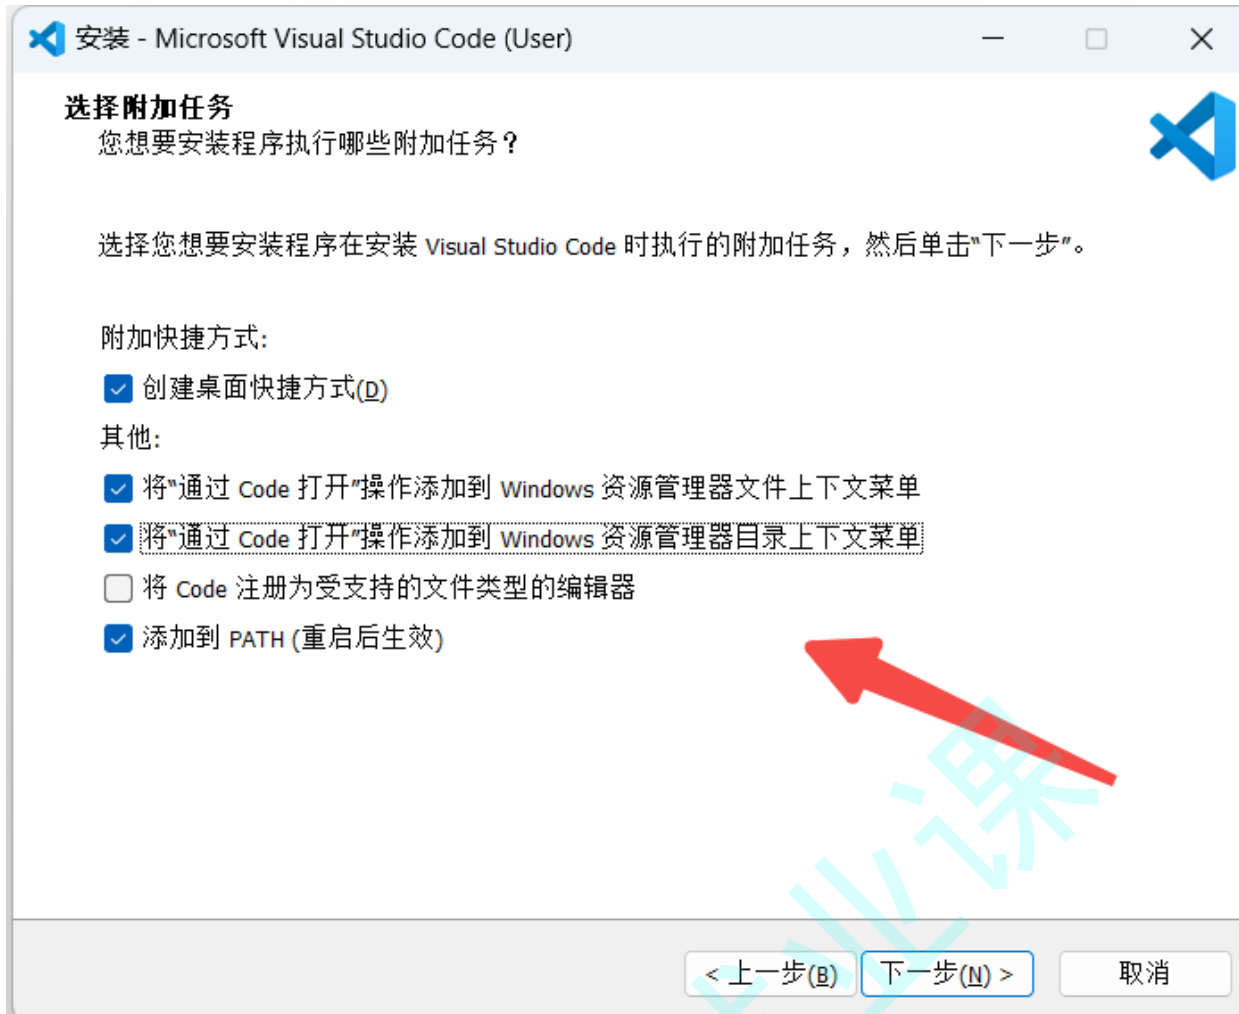 安装 - Microsoft Visual Studio Code (User)
选择附加任务
您想要安装程序执行哪些附加任务？
选择您想要安装程序在安装 Visual Studio Code 时执行的附加任务，然后单击“下一步”。
附加快捷方式:
创建桌面快捷方式(D)
其他:
将“通过 Code 打开”操作添加到 Windows 资源管理器文件上下文菜单
将“通过 Code 打开”操作添加到 Windows 资源管理器目录上下文菜单
将 Code 注册为受支持的文件类型的编辑器
添加到 PATH (重启后生效)
业课
< 上一步(B) 下一步(N) > 取消